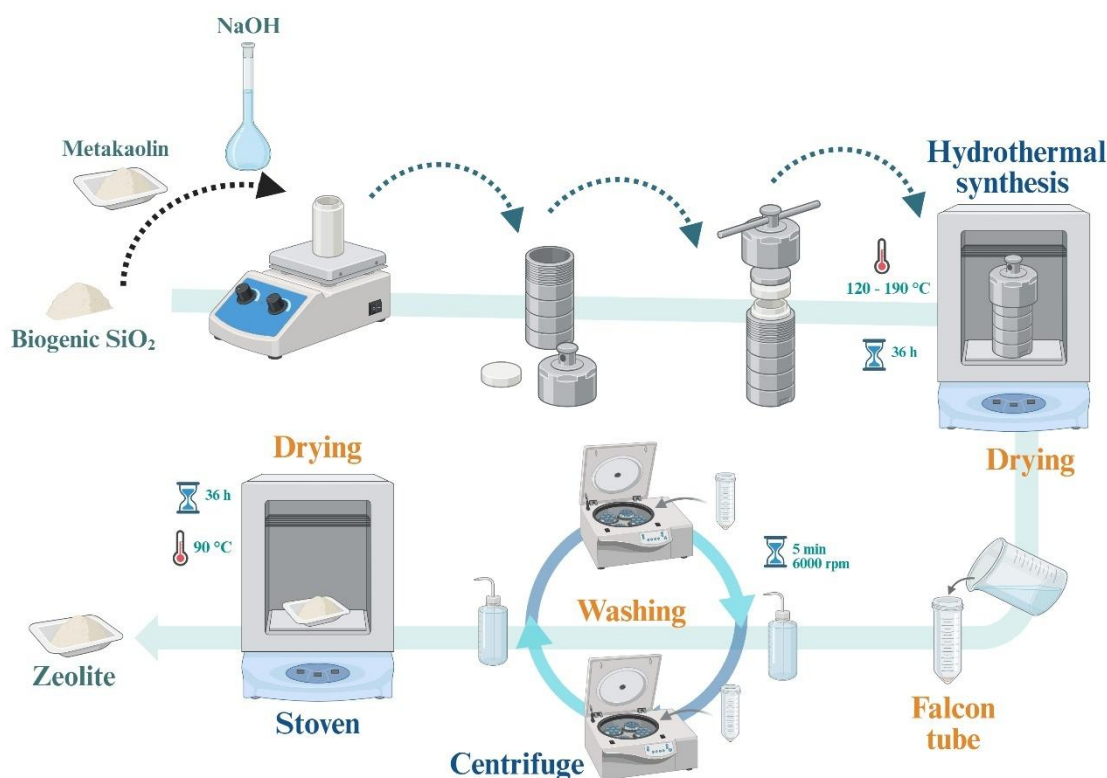 NaOH
Metakaolin
Biogenic SiO₂
Hydrothermal
synthesis
120 - 190 °C
36 h
Drying
Drying
36 h
90 °C
5 min
6000 rpm
Washing
Zeolite
Stoven
Centrifuge
Falcon
tube